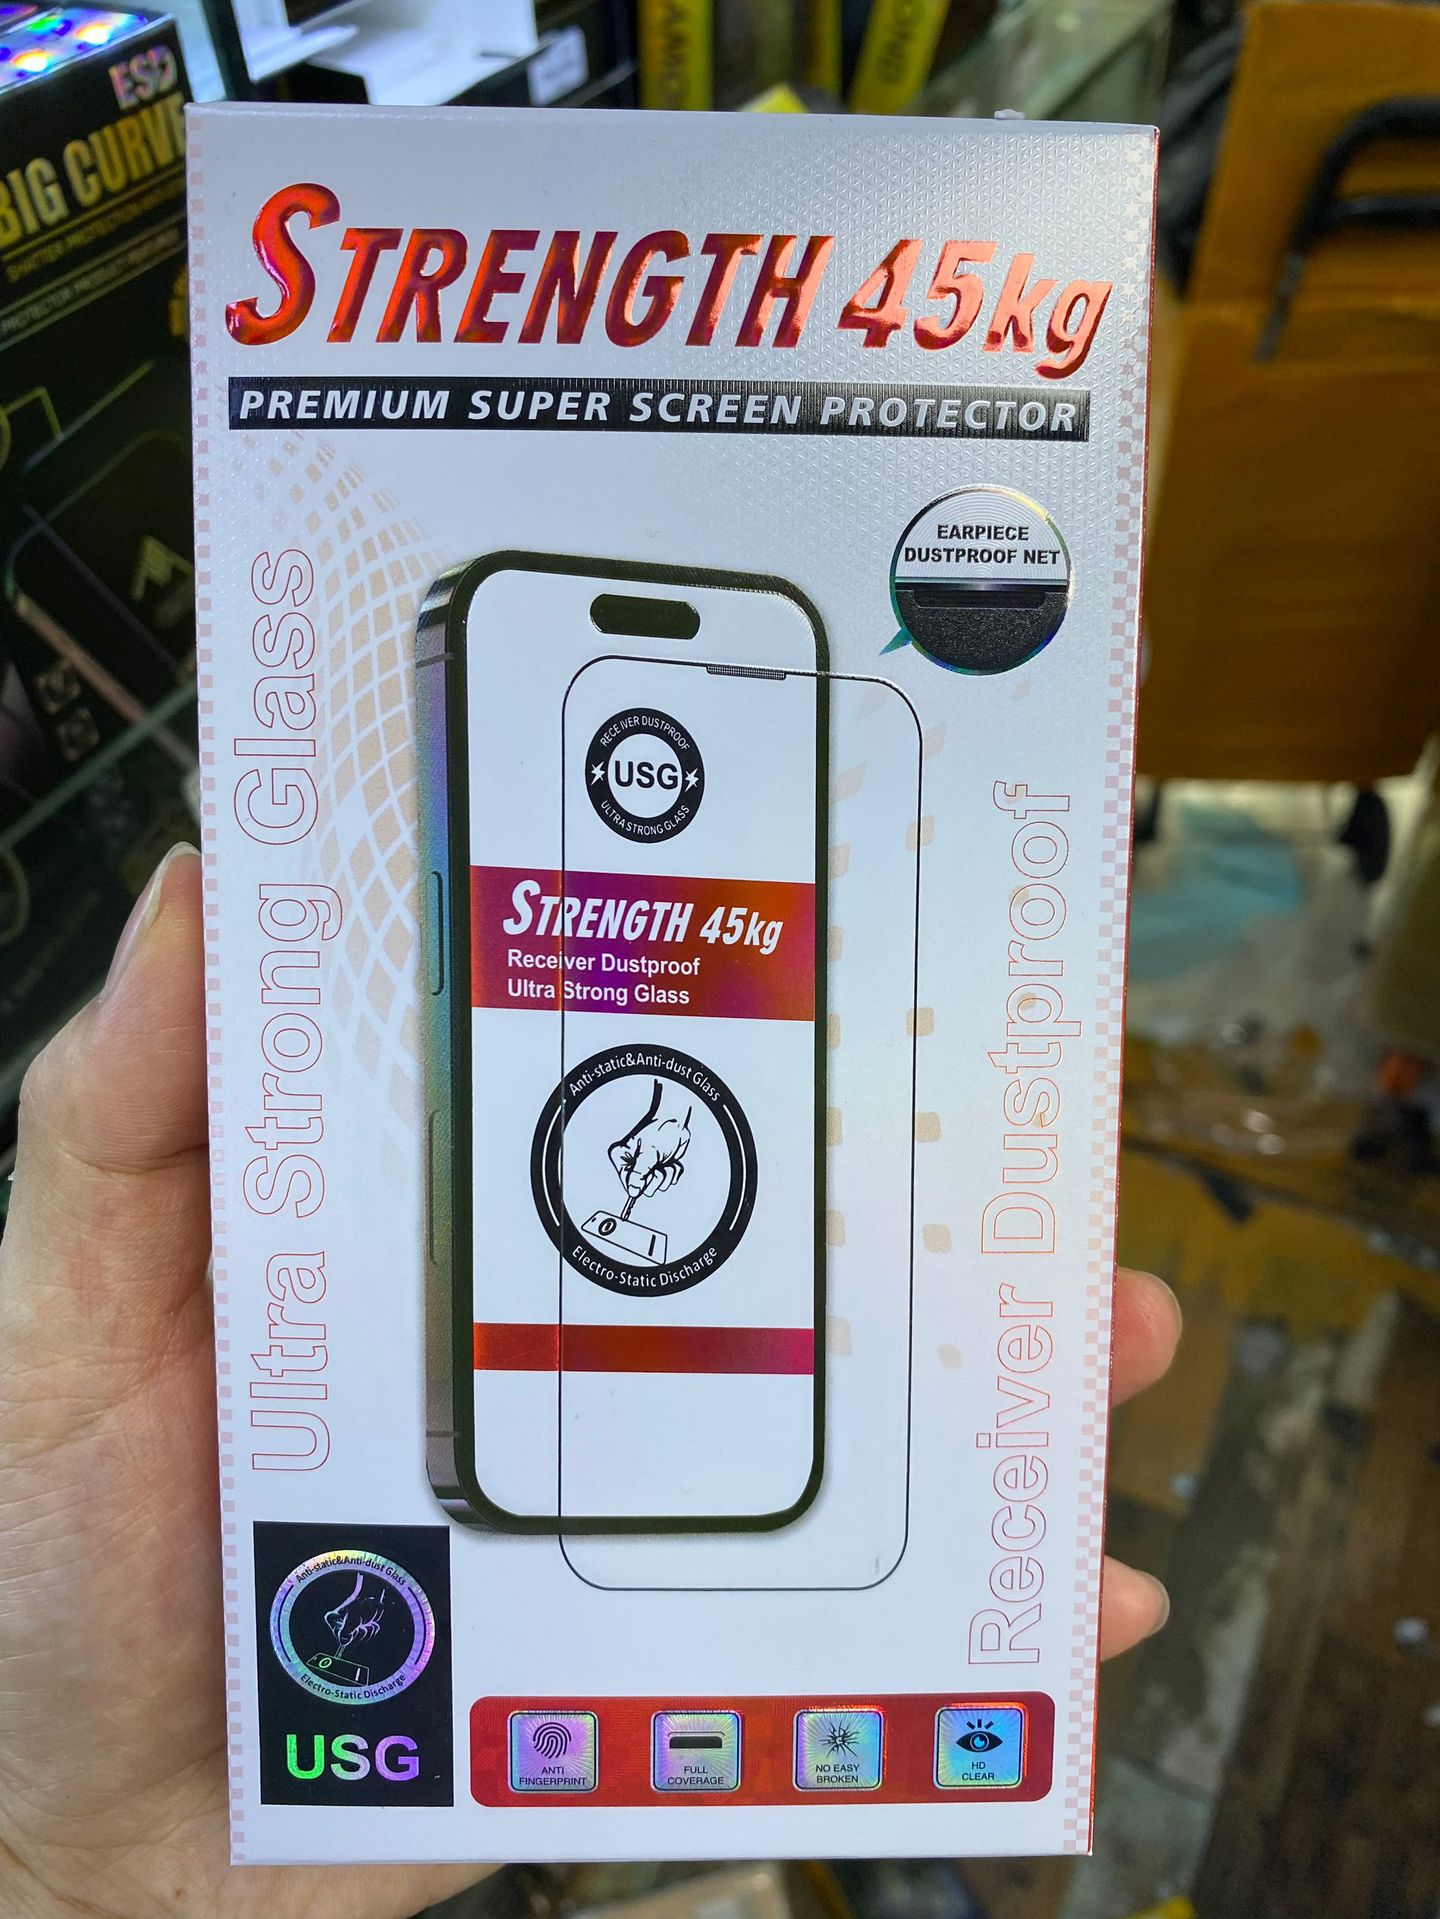 ESD
BIG CURVE
STRENGTH 45kg
PREMIUM SUPER SCREEN PROTECTOR
EARPIECE
DUSTPROOF NET
Ultra Strong Glass
Receiver Dustproof
RECEIVER DUSTPROOF
USG
ULTRA STRONG GLASS
STRENGTH 45kg
Receiver Dustproof
Ultra Strong Glass
Anti-static&Anti-dust Glass
Electro-Static Discharge
Anti-static&Anti-dust Glass
Electro-Static Discharge
USG
ANTI
FINGERPRINT
FULL
COVERAGE
NO EASY
BROKEN
HD
CLEAR